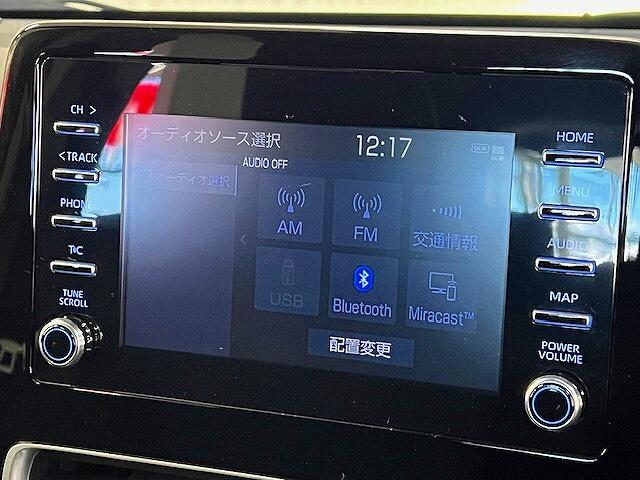 CH >
< TRACK
PHONE
T℃
TUNE
SCROLL
オーディオソース選択
12:17
DCM
DCM
AUDIO OFF
オーディオ選択
AM
FM
交通情報
USB
Bluetooth
Miracast™
配置変更
HOME
MENU
AUDIO
MAP
POWER
VOLUME